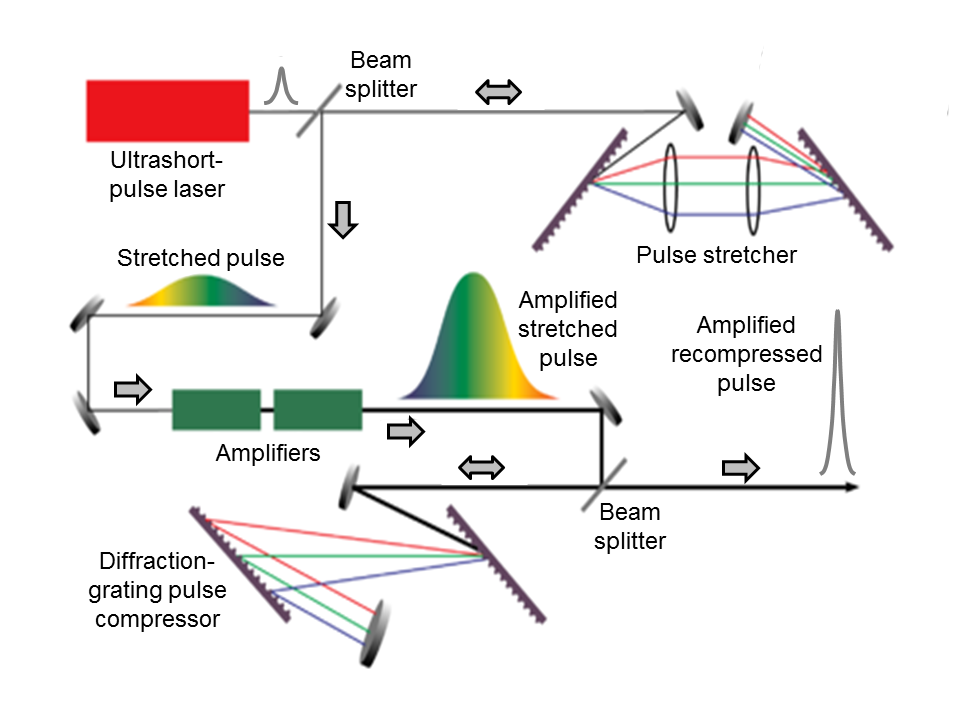 Beam
splitter
Ultrashort-
pulse laser
Pulse stretcher
Stretched pulse
Amplified
stretched
pulse
Amplified
recompressed
pulse
Amplifiers
Beam
splitter
Diffraction-
grating pulse
compressor